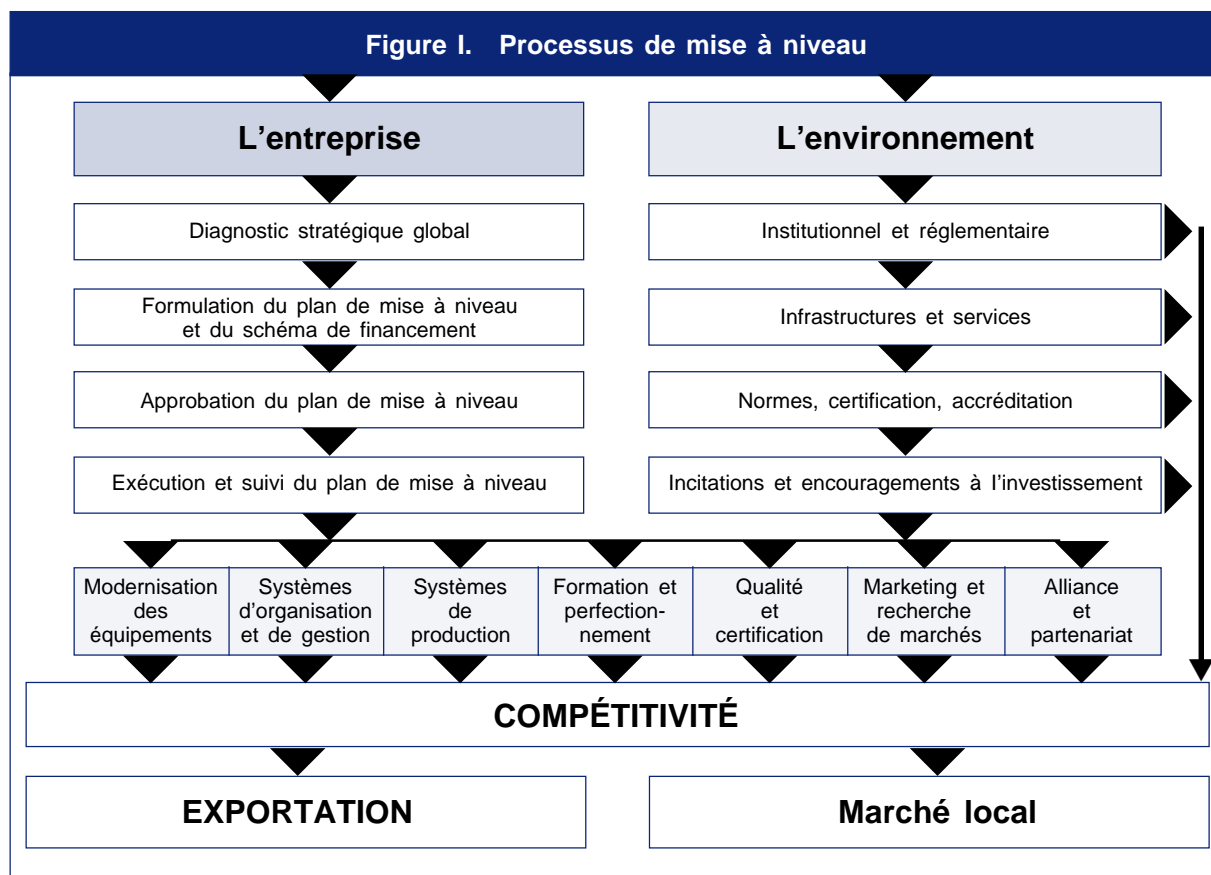 Figure I. Processus de mise à niveau
L'entreprise
L'environnement
Diagnostic stratégique global
Institutionnel et réglementaire
Formulation du plan de mise à niveau
et du schéma de financement
Infrastructures et services
Approbation du plan de mise à niveau
Normes, certification, accréditation
Exécution et suivi du plan de mise à niveau
Incitations et encouragements à l'investissement
Modernisation
des
équipements
Systèmes
d'organisation
et de gestion
Systèmes
de
production
Formation et
perfection-
nement
Qualité
et
certification
Marketing et
recherche
de marchés
Alliance
et
partenariat
COMPÉTITIVITÉ
EXPORTATION
Marché local